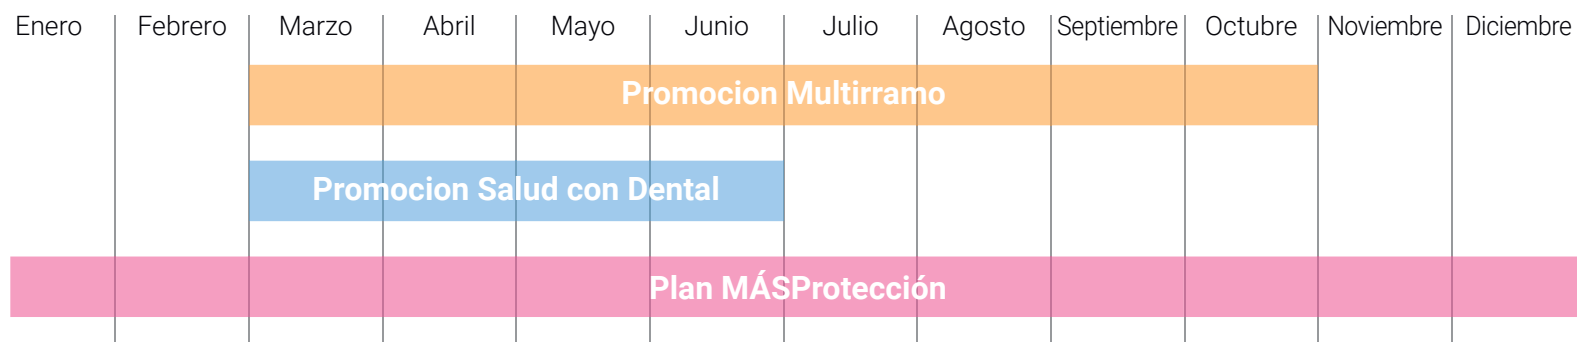 Enero Febrero Marzo Abril Mayo Junio Julio Agosto Septiembre Octubre Noviembre Diciembre
Promocion Multirramo
Promocion Salud con Dental
Plan MÁSProtección